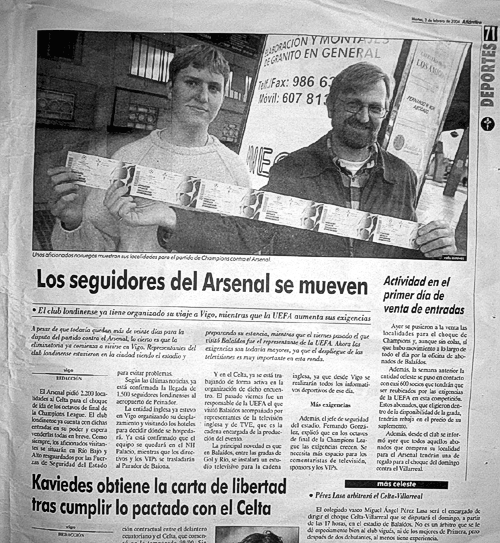 Martes, 3 de febrero de 2004 Atlántico
71
DEPORTES
ELABORACION Y MONTAJES
DE GRANITO EN GENERAL
Telf./Fax: 986 63
Móvil: 607 813
Unos aficionados noruegos muestran sus localidades para el partido de Champions contra el Arsenal.
Los seguidores del Arsenal se mueven
• El club londinense ya tiene organizado su viaje a Vigo, mientras que la UEFA aumenta sus exigencias
A pesar de que todavía quedan más de veinte días para la
disputa del partido contra el Arsenal, lo cierto es que la
eliminatoria ya comienza a vivirse en Vigo. Representantes del
club londinense estuvieron en la ciudad viendo el estadio y
preparando su estancia, mientras que el viernes pasado el que
visitó Balaídos fue el representante de la UEFA. Ahora las
exigencias son todavía mayores, ya que el despliegue de las
televisiones es muy importante en esta ronda.
vigo
REDACCIÓN
El Arsenal pidió 2.200 localidades
al Celta para el choque
de ida de los octavos de final de
la Champions League. El club
londinense ya cuenta con dichas
entradas en su poder y espera
venderlas todas en breve. Como
siempre, los aficionados visitantes
se situarán en Río Bajo y
Alto resguardados por las Fuerzas
de Seguridad del Estado
para evitar problemas.
Según las últimas noticias, ya
está confirmada la llegada de
1.500 seguidores londinenses al
aeropuerto de Peinador.
La entidad inglesa ya estuvo
en Vigo organizando su desplazamiento
y visitando los hoteles
para decidir dónde se hospedará.
Ya está confirmado que el
equipo se quedará en el NH
Palacio, mientras que los directivos
y los VIPs se trasladarán
al Parador de Baiona.
Y en el Celta, ya se está trabajando
de forma activa en la
organización de dicho encuentro.
El pasado viernes fue un
responsable de la UEFA el que
visitó Balaídos acompañado por
representantes de la televisión
inglesa y de TVE, que es la
cadena encargada de la producción
del evento.
La principal novedad es que
en Balaídos, entre las gradas de
Gol y Río, se instalará un estudio
televisivo para la cadena
inglesa, ya que desde Vigo se
realizarán todos los informativos
deportivos de ese día.
Más exigencias
Además, el jefe de seguridad
del estadio, Fernando González,
explicó que en los octavos
de final de la Champions League
las exigencias crecen. Se
necesita más espacio para los
comentaristas de televisión,
sponsors y los VIPs.
Actividad en el
primer día de
venta de entradas
Ayer se pusieron a la venta las
localidades para el choque de
Champions y, aunque sin colas, sí
que hubo movimiento a lo largo de
todo el día por la oficina de abonados
de Balaídos.
Además, la semana anterior la
entidad celeste se puso en contacto
con esos 600 socios que tendrán que
ser reubicados por las exigencias
de la UEFA en esta competición.
Estos abonados, que eligieron dentro
de la disponibilidad de la grada,
tendrán rebaja en el precio de su
suplemento.
Además, desde el club se informó
ayer que todos aquellos abonados
que compren su localidad
para el Arsenal tendrán una de
regalo para el choque del domingo
contra el Villarreal.
Kaviedes obtiene la carta de libertad
tras cumplir lo pactado con el Celta
vigo
REDACCIÓN
ción contractual entre el delantero
ecuatoriano y el Celta, que comenzó
más celeste
• Pérez Lasa arbitrará el Celta-Villarreal
El colegiado vasco Miguel Ángel Pérez Lasa será el encargado de
dirigir el choque Celta-Villarreal que se disputará el domingo, a partir
de las 17 horas, en el estadio de Balaídos. No es un árbitro que se le
dé especialmente bien al club vigués, ni de los mejores de Primera, pero
después de dos debutantes, al menos tiene experiencia.